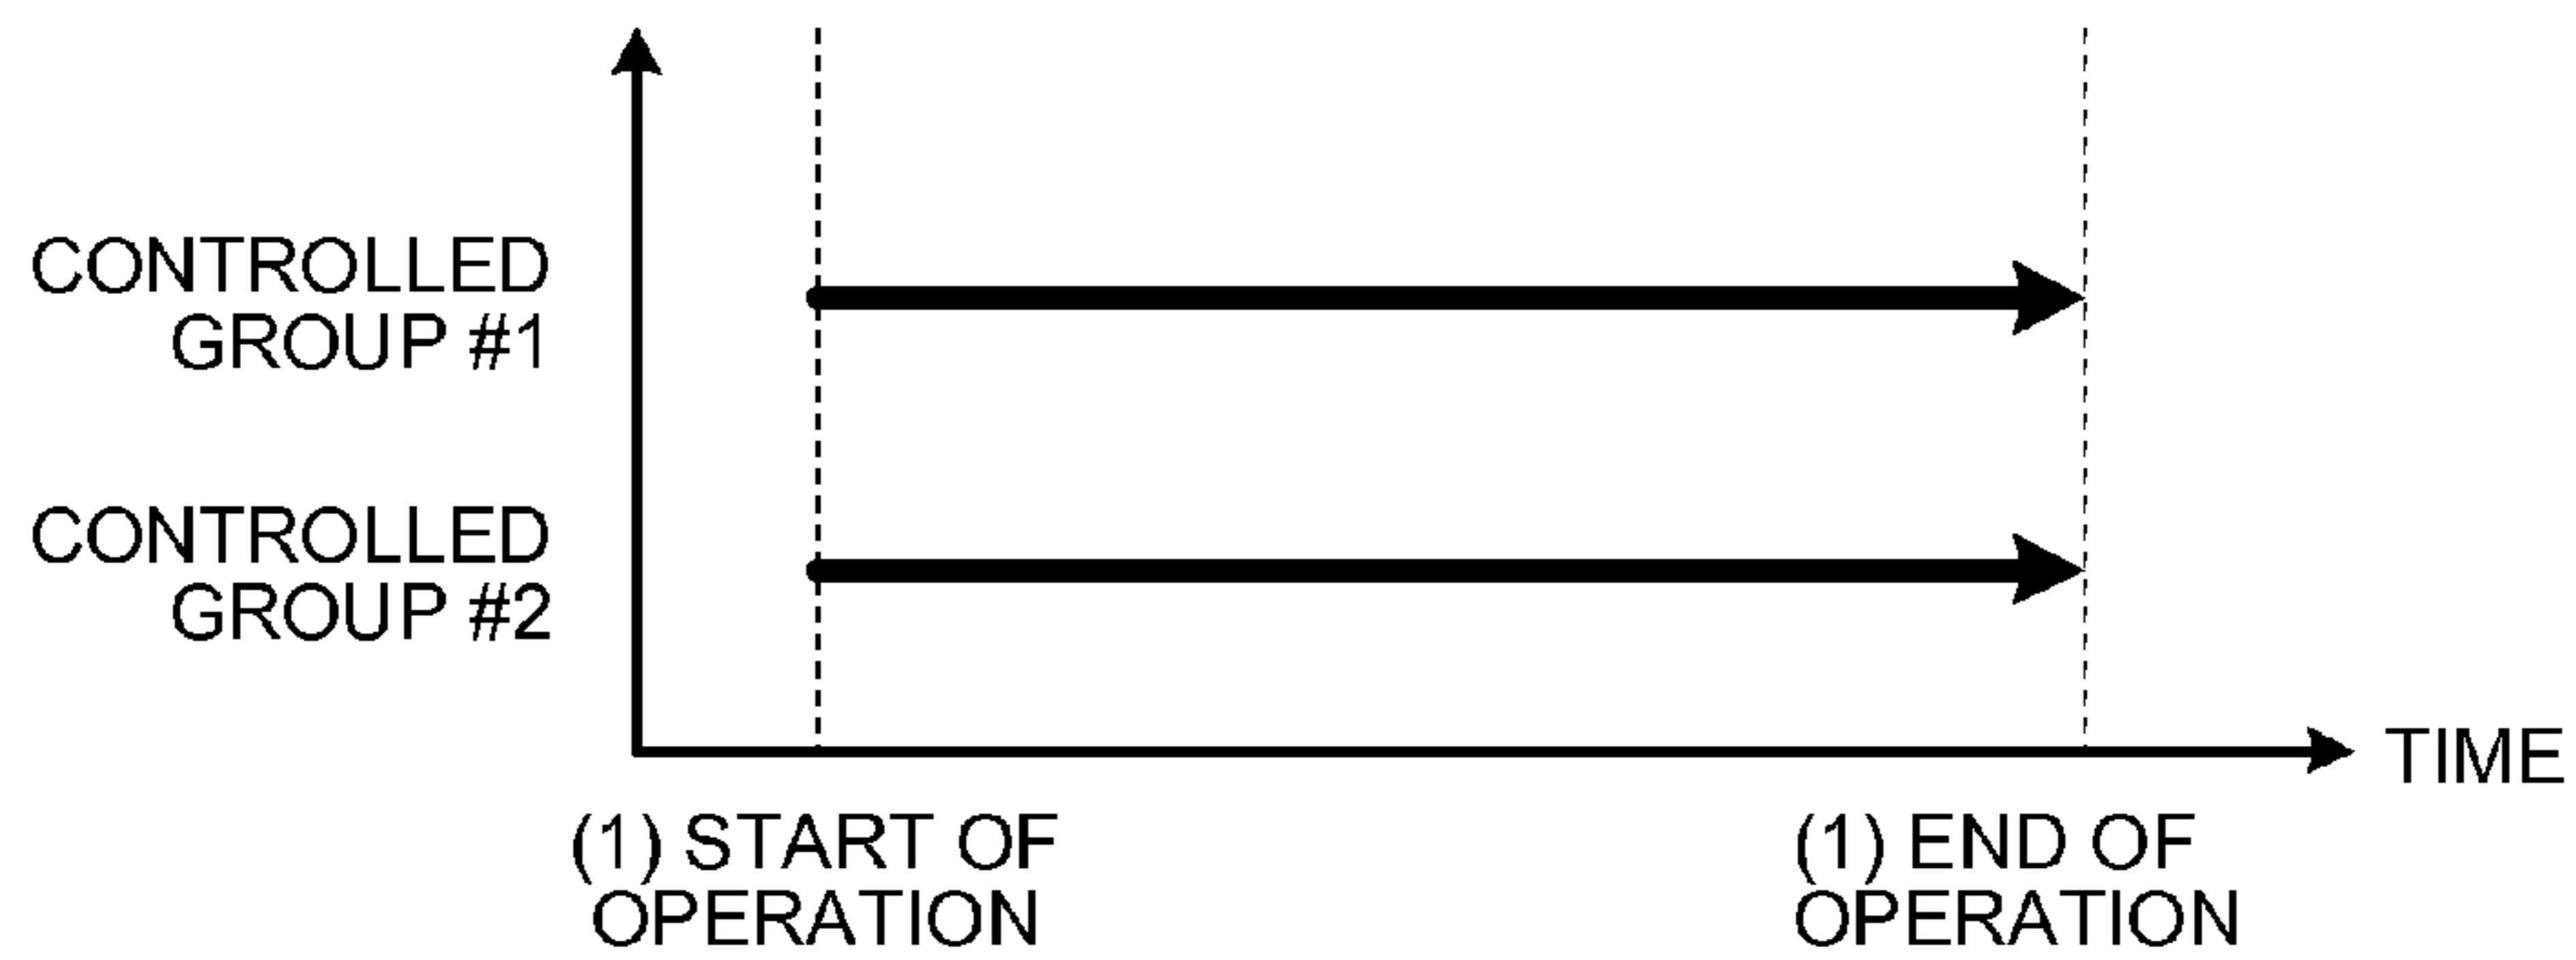 CONTROLLED
GROUP #1
CONTROLLED
GROUP #2
TIME
(1) START OF
OPERATION
(1) END OF
OPERATION